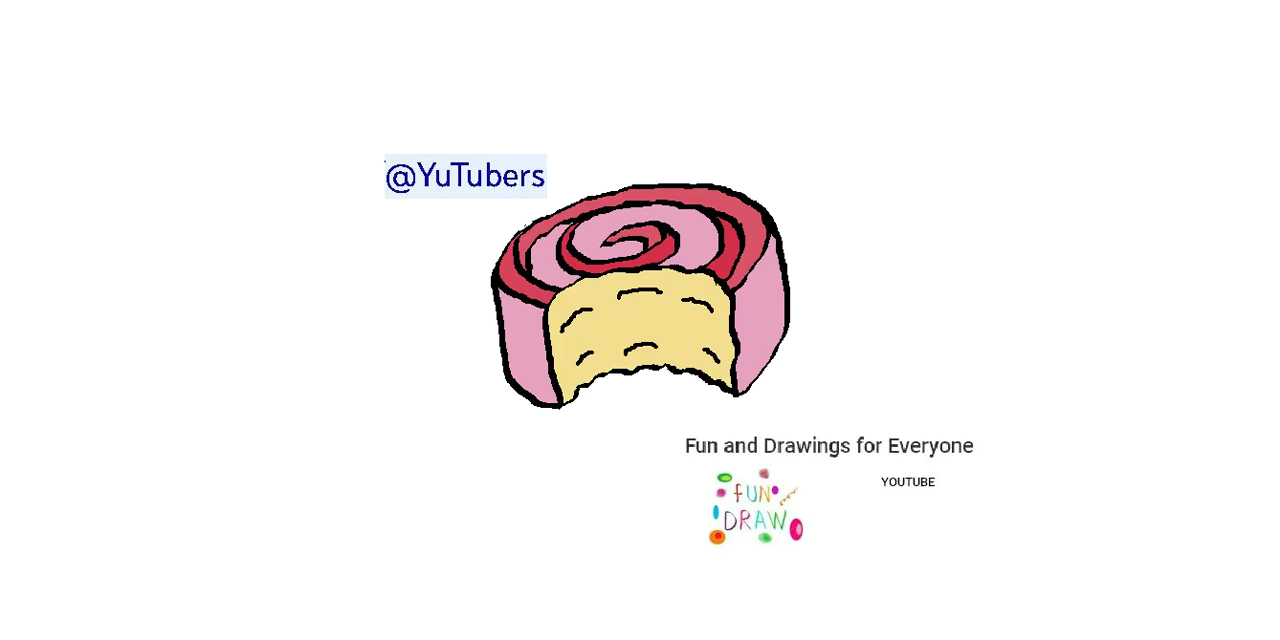 @YuTubers
Fun and Drawings for Everyone
YOUTUBE
FUN
DRAW